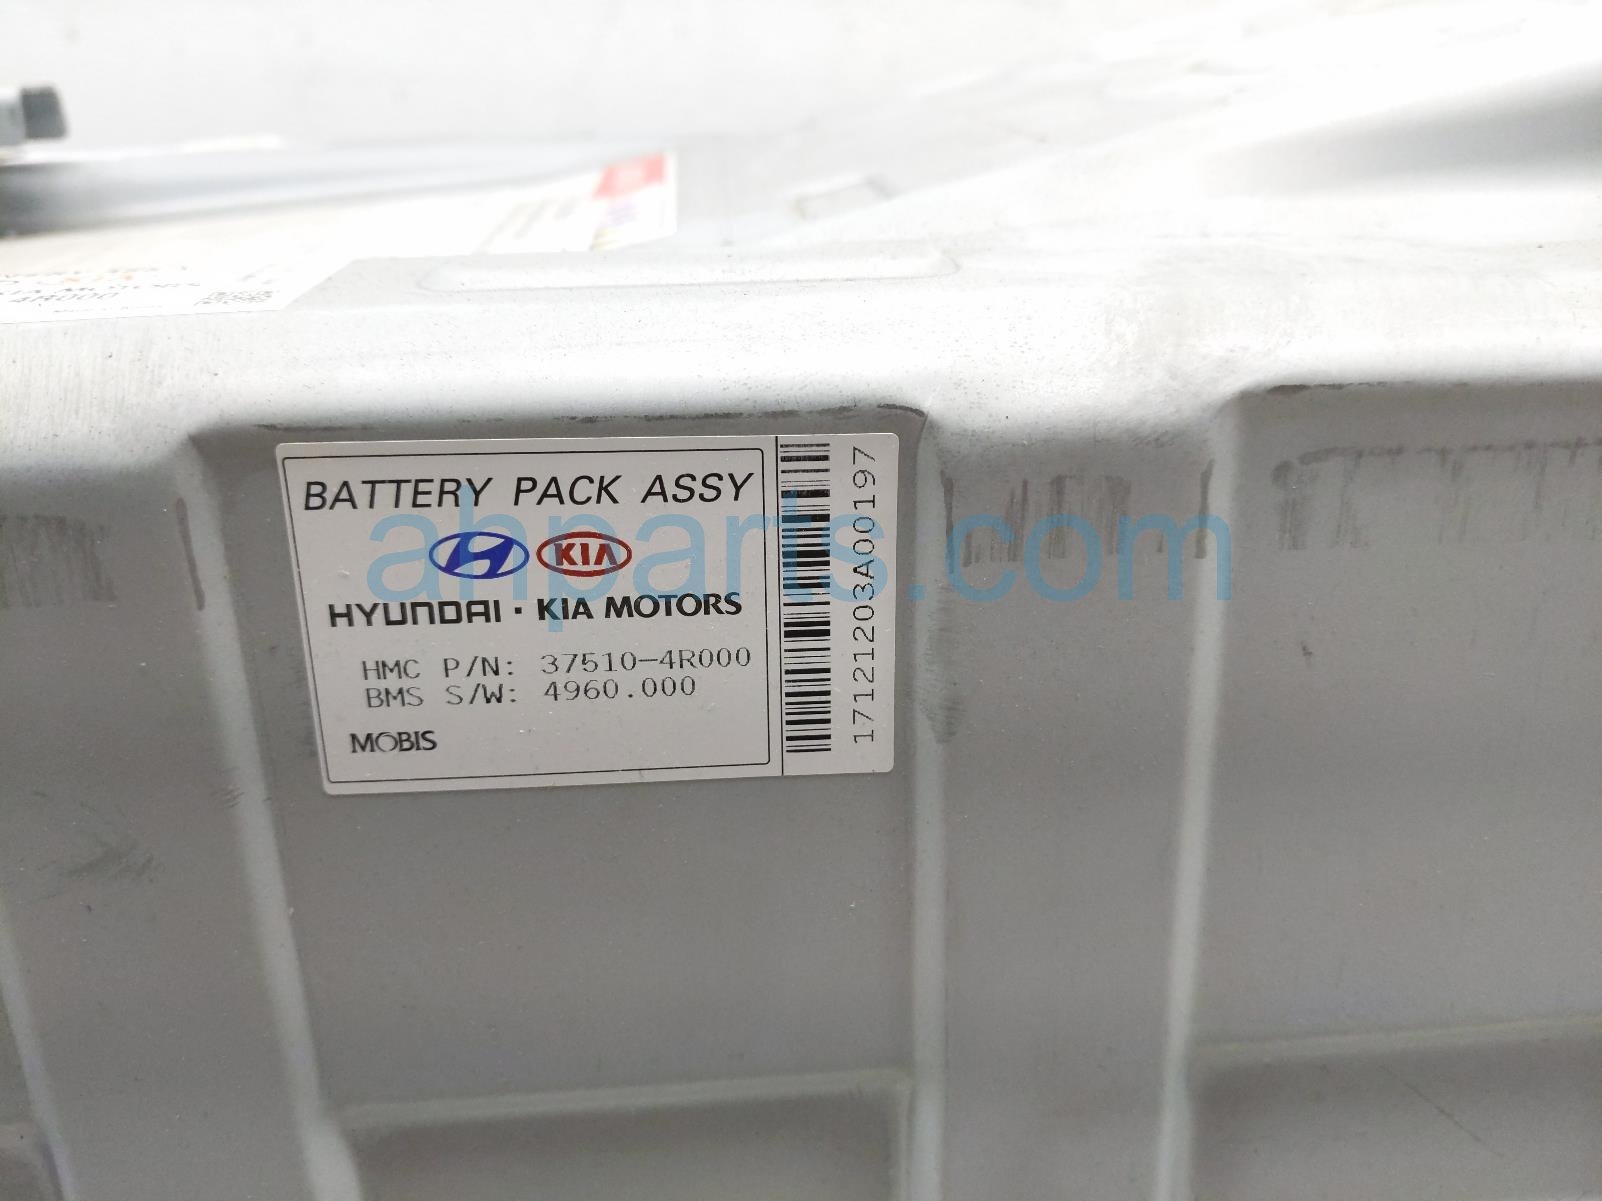 4R000
BATTERY PACK ASSY
KIA
HYUNDAI · KIA MOTORS
HMC P/N: 37510-4R000
BMS S/W: 4960.000
MOBIS
17121203A00197
ahparts.com